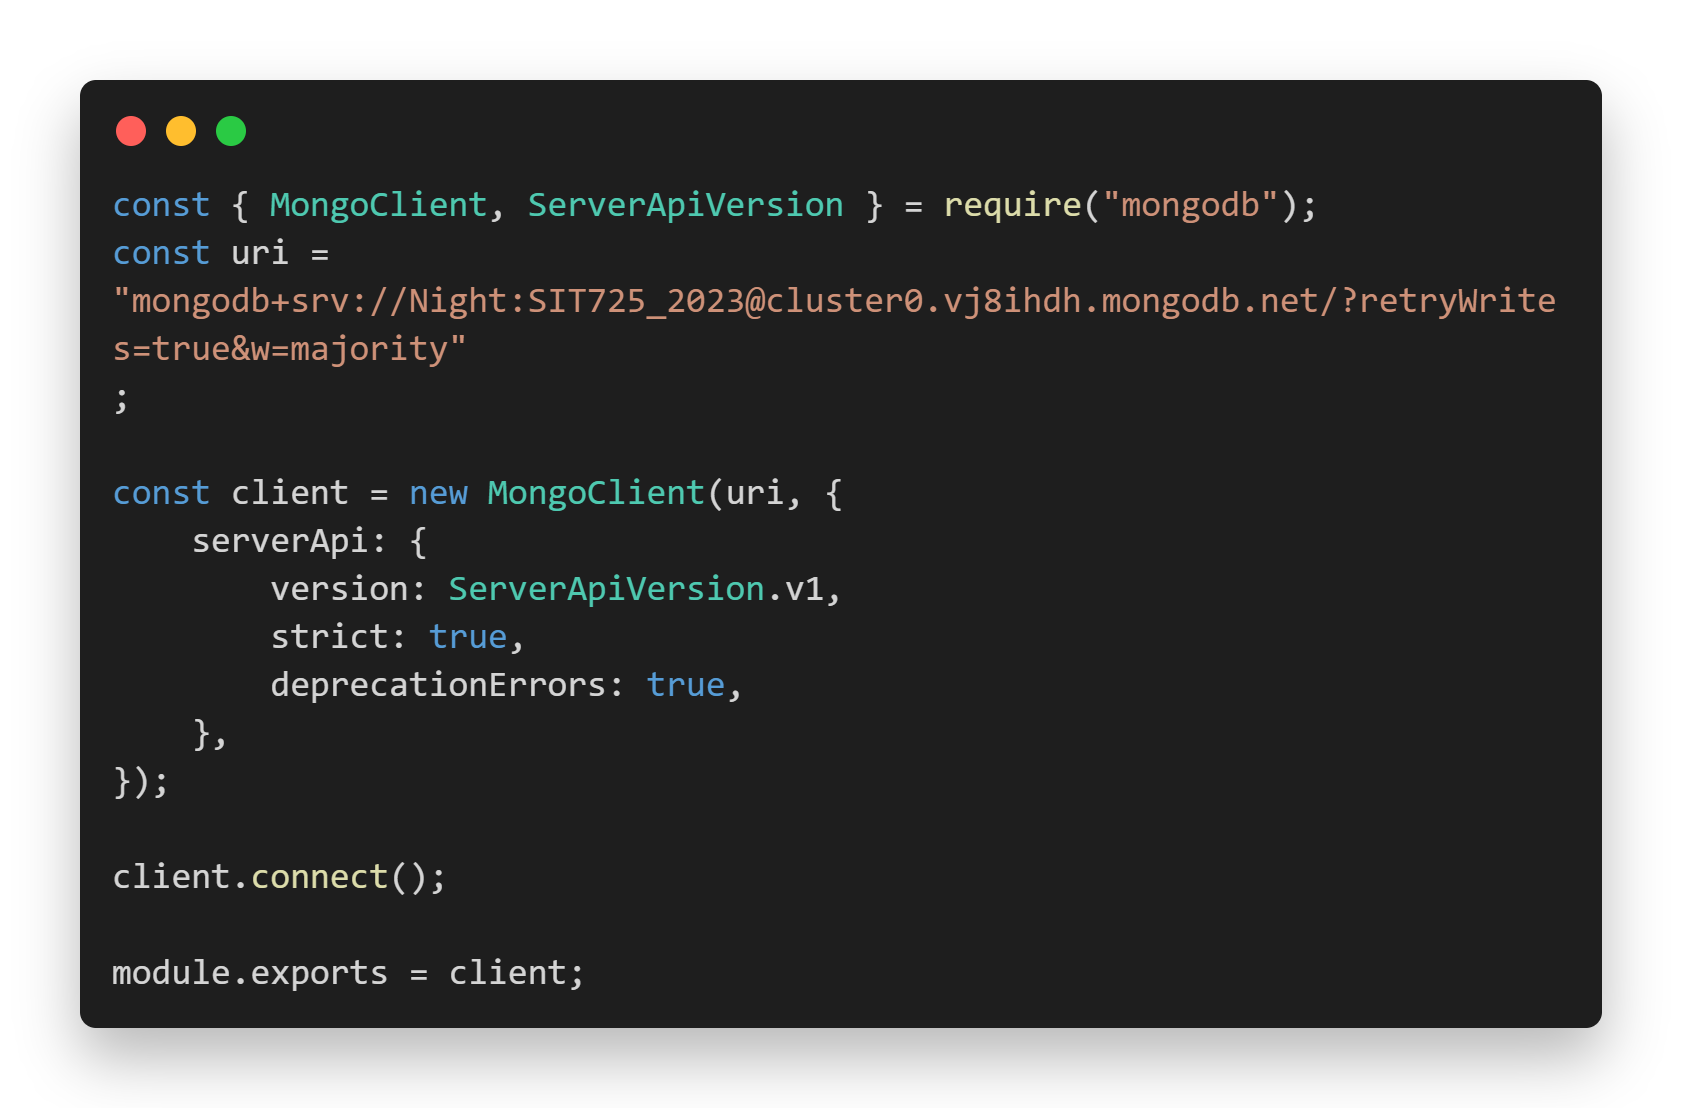 const { MongoClient, ServerApiVersion } = require("mongodb");
const uri =
"mongodb+srv://Night:SIT725_2023@cluster0.vj8ihdh.mongodb.net/?retryWrite
s=true&w=majority"
;
const client = new MongoClient(uri, {
    serverApi: {
        version: ServerApiVersion.v1,
        strict: true,
        deprecationErrors: true,
    },
});
client.connect();
module.exports = client;